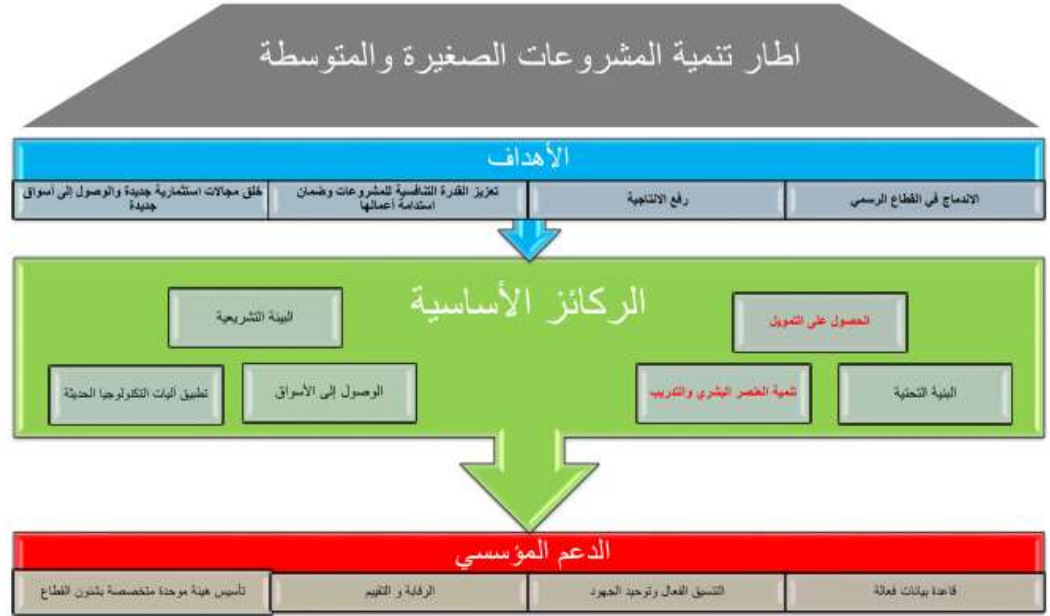 اطار تنمية المشروعات الصغيرة والمتوسطة
الأهداف
الاندماج في القطاع الرسمي
رفع الانتاجية
تعزيز القدرة التنافسية للمشروعات وضمان
استدامة أعمالها
خلق مجالات استثمارية جديدة والوصول إلى أسواق
جديدة
الركائز الأساسية
الحصول على التمويل
البيئة التشريعية
البنية التحتية
تنمية العنصر البشري والتدريب
الوصول إلى الأسواق
تطبيق آليات التكنولوجيا الحديثة
الدعم المؤسسي
قاعدة بيانات فعالة
التنسيق الفعال وتوحيد الجهود
الرقابة و التقييم
تأسيس هيئة موحدة متخصصة بشئون القطاع